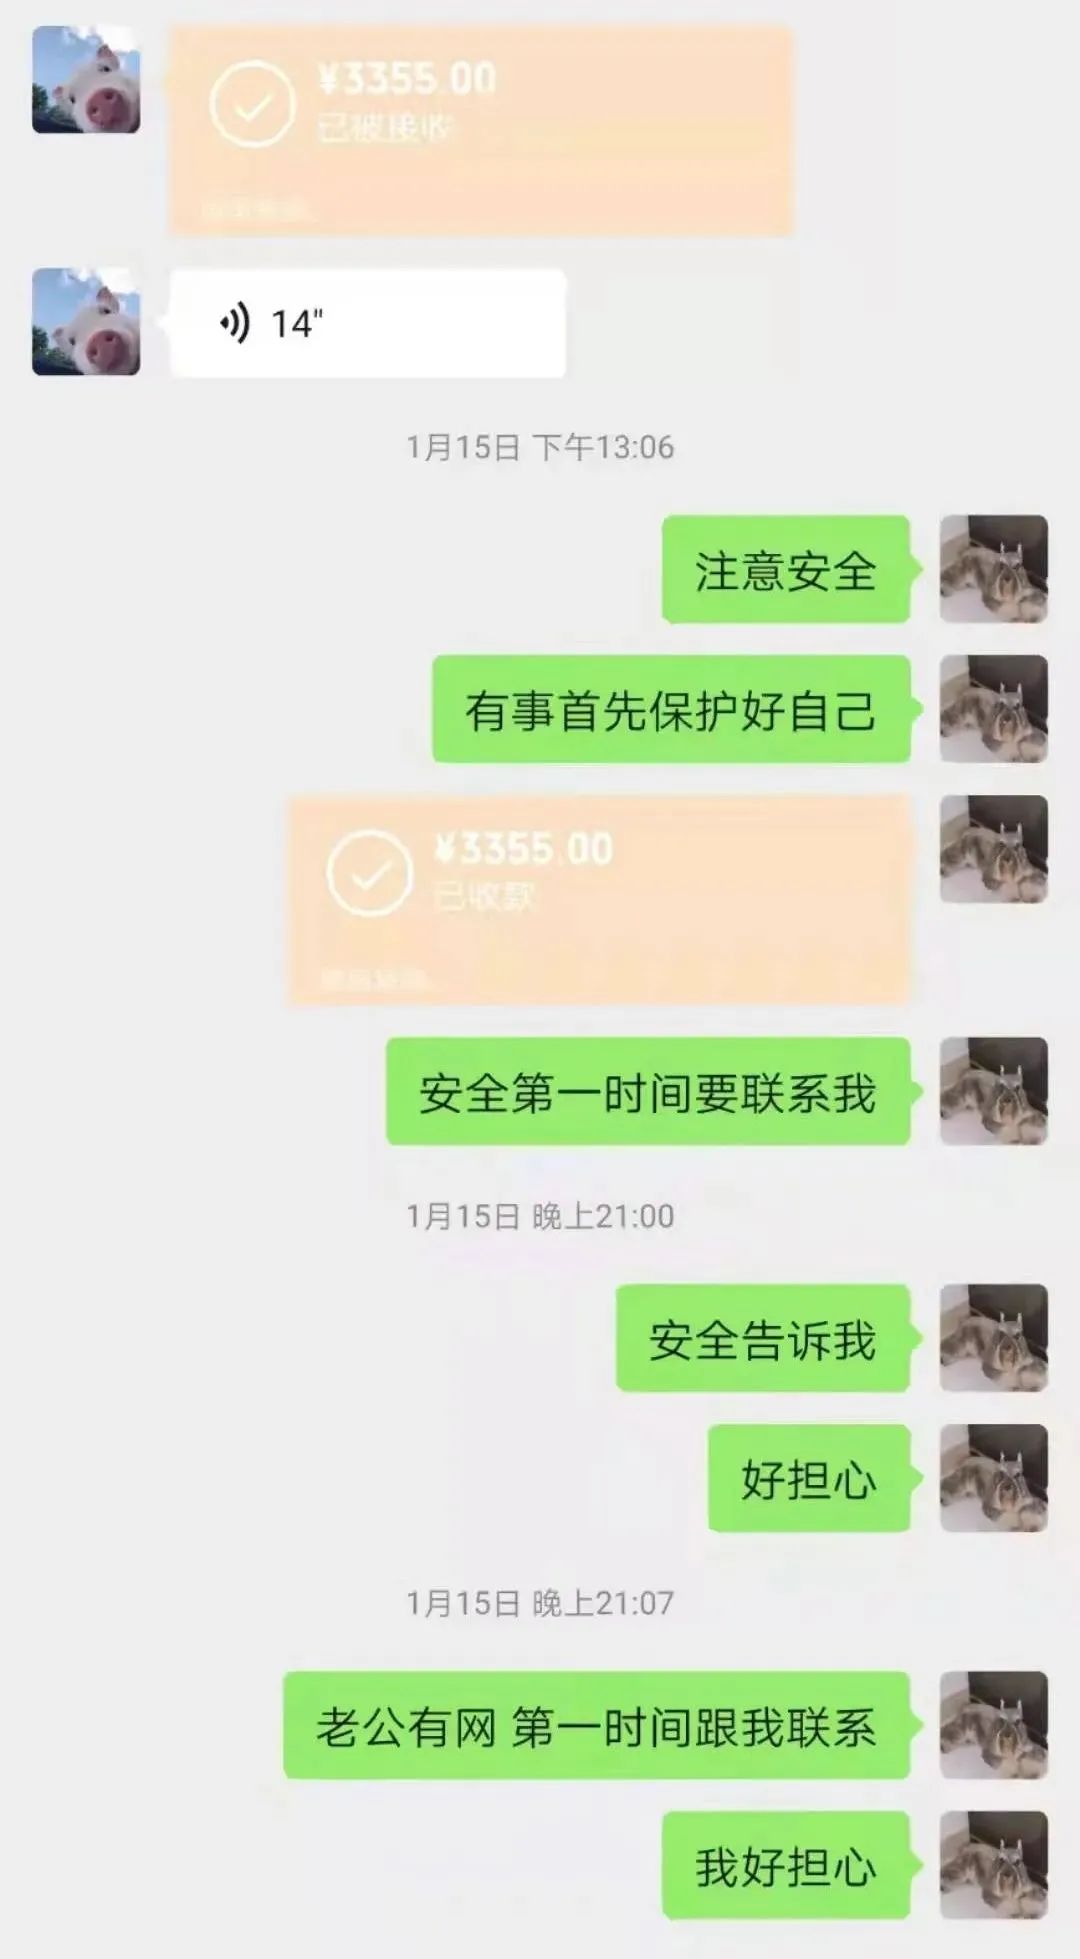 ¥3355.00
已被接收
14"
1月15日 下午13:06
注意安全
有事首先保护好自己
¥3355.00
已收款
安全第一时间要联系我
1月15日 晚上21:00
安全告诉我
好担心
1月15日 晚上21:07
老公有网 第一时间跟我联系
我好担心